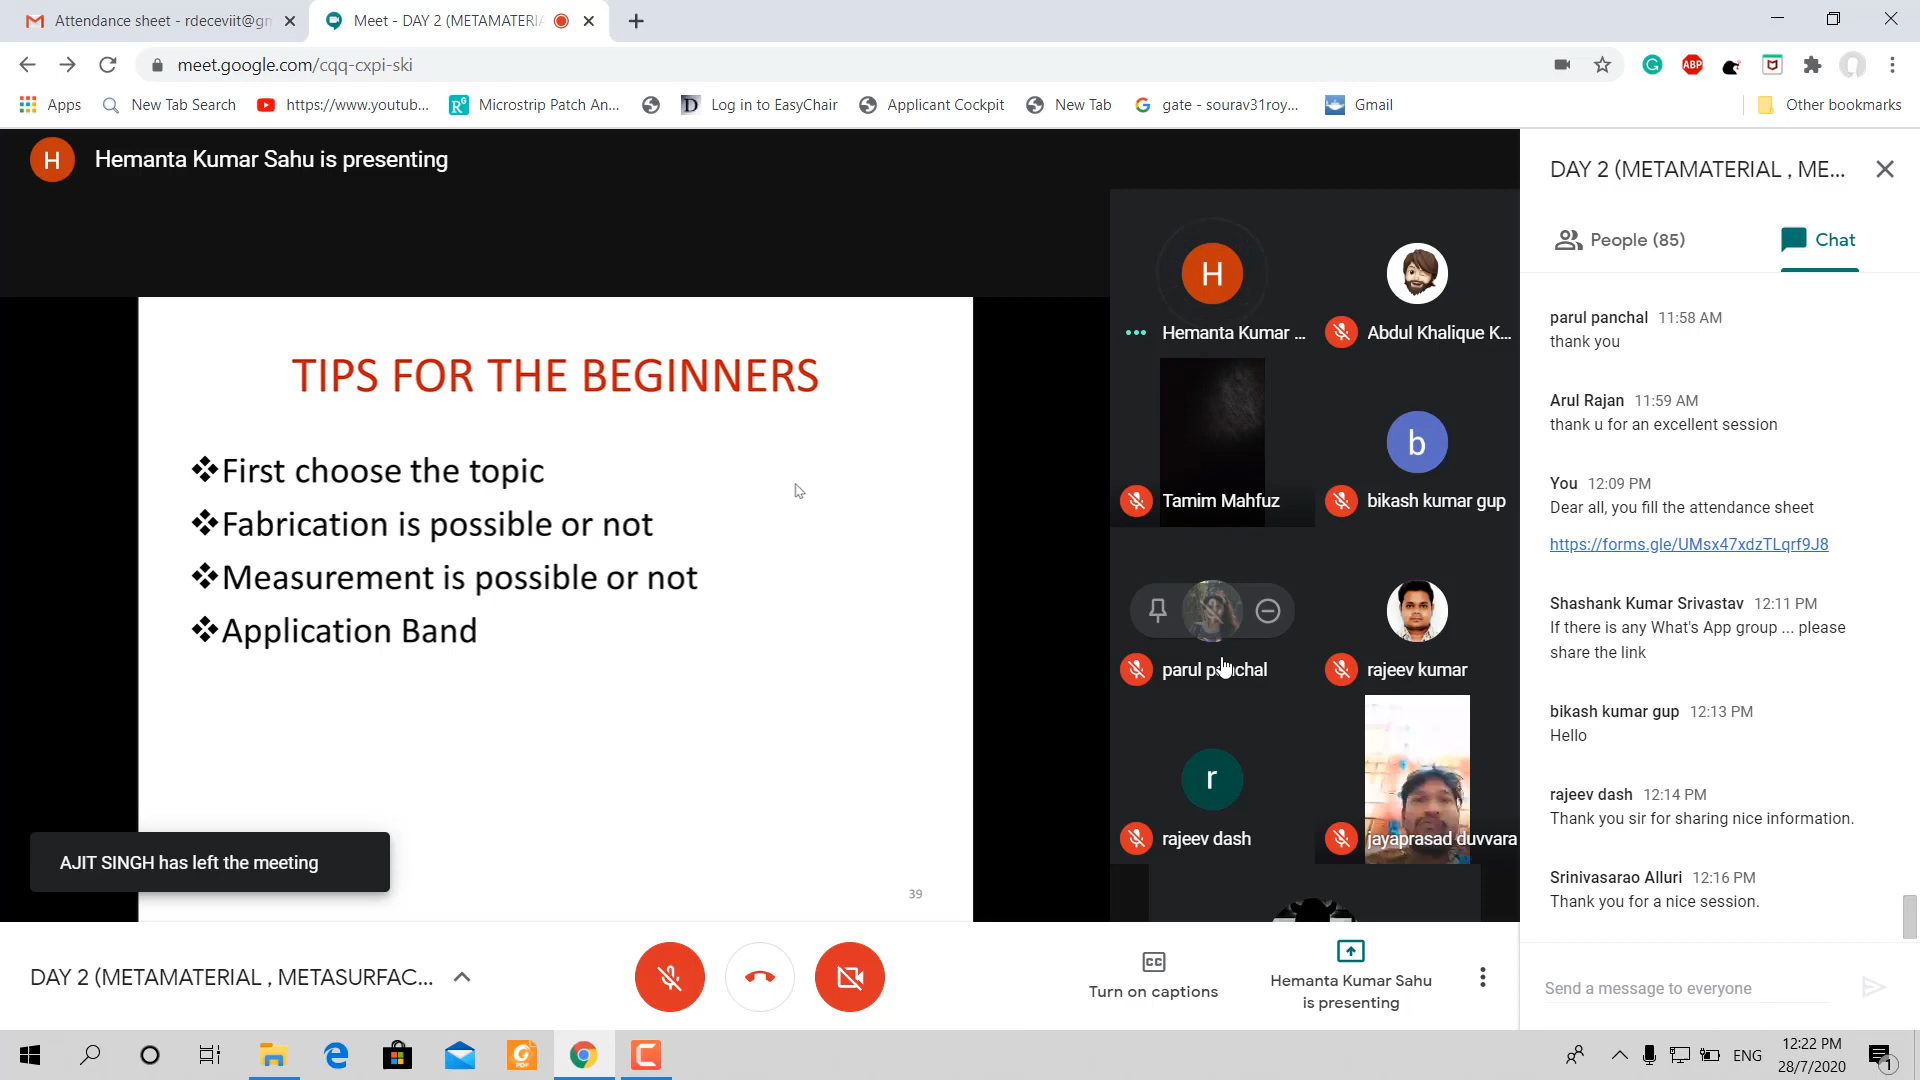 Attendance sheet - rdeceviit@gm
Meet - DAY 2 (METAMATERI
meet.google.com/cqq-cxpi-ski
Apps
New Tab Search
https://www.youtub...
Microstrip Patch An...
Log in to EasyChair
Applicant Cockpit
New Tab
gate - sourav31roy...
Gmail
Other bookmarks
H
Hemanta Kumar Sahu is presenting
TIPS FOR THE BEGINNERS
❖First choose the topic
❖Fabrication is possible or not
❖Measurement is possible or not
❖Application Band
39
AJIT SINGH has left the meeting
H
Hemanta Kumar ...
Abdul Khalique K...
Tamim Mahfuz
b
bikash kumar gup
parul panchal
rajeev kumar
r
rajeev dash
jayaprasad duvvara
DAY 2 (METAMATERIAL , ME...
People (85)
Chat
parul panchal 11:58 AM
thank you
Arul Rajan 11:59 AM
thank u for an excellent session
You 12:09 PM
Dear all, you fill the attendance sheet
https://forms.gle/UMsx47xdzTLqrf9J8
Shashank Kumar Srivastav 12:11 PM
If there is any What's App group ... please
share the link
bikash kumar gup 12:13 PM
Hello
rajeev dash 12:14 PM
Thank you sir for sharing nice information.
Srinivasarao Alluri 12:16 PM
Thank you for a nice session.
Send a message to everyone
DAY 2 (METAMATERIAL , METASURFAC...
Turn on captions
Hemanta Kumar Sahu
is presenting
ENG
12:22 PM
28/7/2020
1